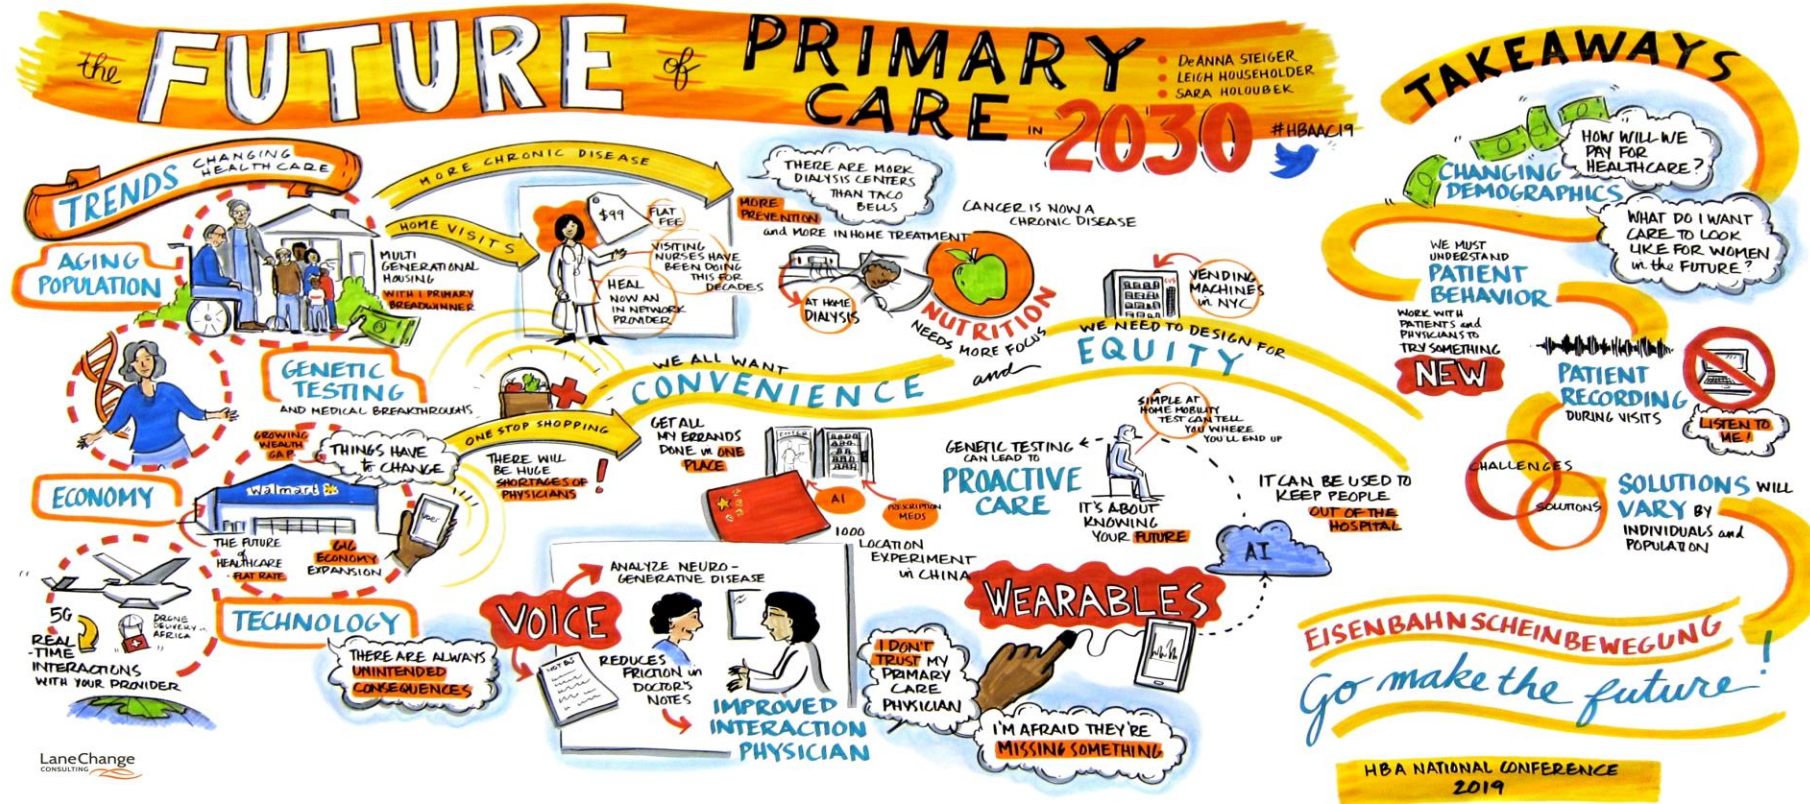 the FUTURE of PRIMARY
CARE IN 2030
• DeANNA STEIGER
• LEIGH HOUSEHOLDER
• SARA HOLOUBEK
#HBAAC19
TRENDS CHANGING
HEALTHCARE
AGING
POPULATION
MULTI
GENERATIONAL
HOUSING
WITH 1 PRIMARY
BREADWINNER
MORE CHRONIC DISEASE
HOME VISITS
$99
FLAT
FEE
VISITING
NURSES HAVE
BEEN DOING
THIS FOR
DECADES
HEAL
NOW AN
IN NETWORK
PROVIDER
THERE ARE MORE
DIALYSIS CENTERS
THAN TACO
BELLS
MORE
PREVENTION
and MORE IN HOME TREATMENT
CANCER IS NOW A
CHRONIC DISEASE
AT HOME
DIALYSIS
NUTRITION
NEEDS MORE FOCUS
VENDING
MACHINES
in NYC
GENETIC
TESTING
AND MEDICAL BREAKTHROUGHS
WE ALL WANT
CONVENIENCE
and
WE NEED TO DESIGN FOR
EQUITY
ECONOMY
GROWING
WEALTH
GAP
THINGS HAVE
to CHANGE
Walmart
THE FUTURE
of
HEALTHCARE
-FLAT RATE
GIG
ECONOMY
EXPANSION
ONE STOP SHOPPING
THERE WILL
BE HUGE
SHORTAGES OF
PHYSICIANS !
GET ALL
MY ERRANDS
DONE in ONE
PLACE
AI
PRESCRIPTION
MEDS
1000
LOCATION
EXPERIMENT
in CHINA
GENETIC TESTING
CAN LEAD TO
PROACTIVE
CARE
A
SIMPLE AT
HOME MOBILITY
TEST CAN TELL
YOU WHERE
YOU'LL END UP
IT'S ABOUT
KNOWING
YOUR FUTURE
IT CAN BE USED TO
KEEP PEOPLE
OUT OF THE
HOSPITAL
AI
TECHNOLOGY
5G
REAL
-TIME
INTERACTIONS
WITH YOUR PROVIDER
DRONE
DELIVERY in
AFRICA
THERE ARE ALWAYS
UNINTENDED
CONSEQUENCES
VOICE
ANALYZE NEURO-
GENERATIVE DISEASE
NOTES
REDUCES
FRICTION in
DOCTOR'S
NOTES
IMPROVED
INTERACTION
PHYSICIAN
WEARABLES
I DON'T
TRUST MY
PRIMARY
CARE
PHYSICIAN
I'M AFRAID THEY'RE
MISSING SOMETHING
TAKEAWAYS
HOW WILL WE
PAY FOR
HEALTHCARE?
CHANGING
DEMOGRAPHICS
WHAT DO I WANT
CARE TO LOOK
LIKE FOR WOMEN
in the FUTURE?
WE MUST
UNDERSTAND
PATIENT
BEHAVIOR
WORK WITH
PATIENTS and
PHYSICIANS TO
TRY SOMETHING
NEW
PATIENT
RECORDING
DURING VISITS
LISTEN TO
ME!
CHALLENGES
SOLUTIONS
SOLUTIONS WILL
VARY BY
INDIVIDUALS and
POPULATION
EISENBAHNSCHEINBEWEGUNG
Go make the future!
HBA NATIONAL CONFERENCE
2019
LaneChange
CONSULTING